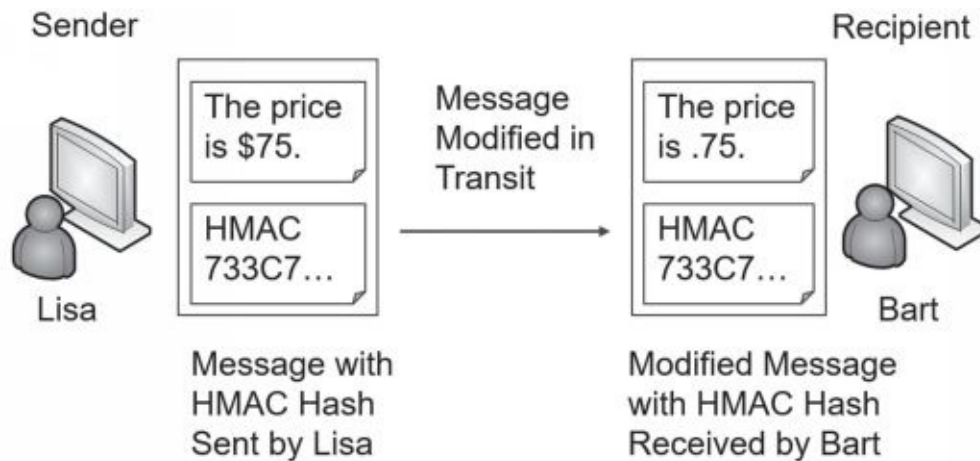 Sender
Recipient
The price
is $75.
HMAC
733C7…
Lisa
Message
Modified in
Transit
The price
is .75.
HMAC
733C7…
Bart
Message with
HMAC Hash
Sent by Lisa
Modified Message
with HMAC Hash
Received by Bart